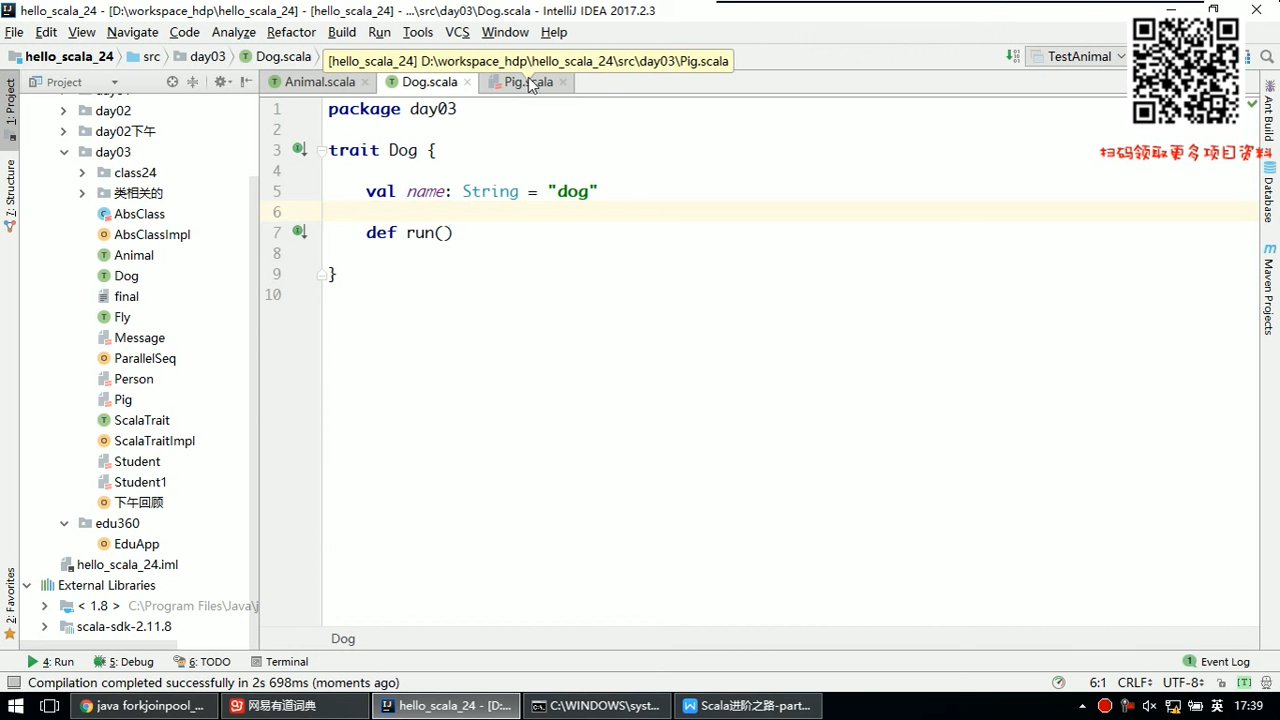 hello_scala_24 - [D:\workspace_hdp\hello_scala_24] - [hello_scala_24] - ...\src\day03\Dog.scala - IntelliJ IDEA 2017.2.3
File Edit View Navigate Code Analyze Refactor Build Run Tools VCS Window Help
hello_scala_24 src day03 Dog.scala
[hello_scala_24] D:\workspace_hdp\hello_scala_24\src\day03\Pig.scala
TestAnimal
Project
Animal.scala Dog.scala Pig.scala
扫码领取更多项目资料
1: Project
7: Structure
2: Favorites
Ant Build
Database
Maven Projects
day02
day02下午
day03
class24
类相关的
AbsClass
AbsClassImpl
Animal
Dog
final
Fly
Message
ParallelSeq
Person
Pig
ScalaTrait
ScalaTraitImpl
Student
Student1
下午回顾
edu360
EduApp
hello_scala_24.iml
External Libraries
< 1.8 > C:\Program Files\Java\j
scala-sdk-2.11.8
1 package day03
2
3 trait Dog {
4
5 val name: String = "dog"
6
7 def run()
8
9 }
10
Dog
4: Run 5: Debug 6: TODO Terminal Event Log
Compilation completed successfully in 2s 698ms (moments ago) 6:1 CRLF÷ UTF-8÷
java forkjoinpool_... 网易有道词典 hello_scala_24 - [D:... C:\WINDOWS\syst... Scala进阶之路-part... 英 17:39